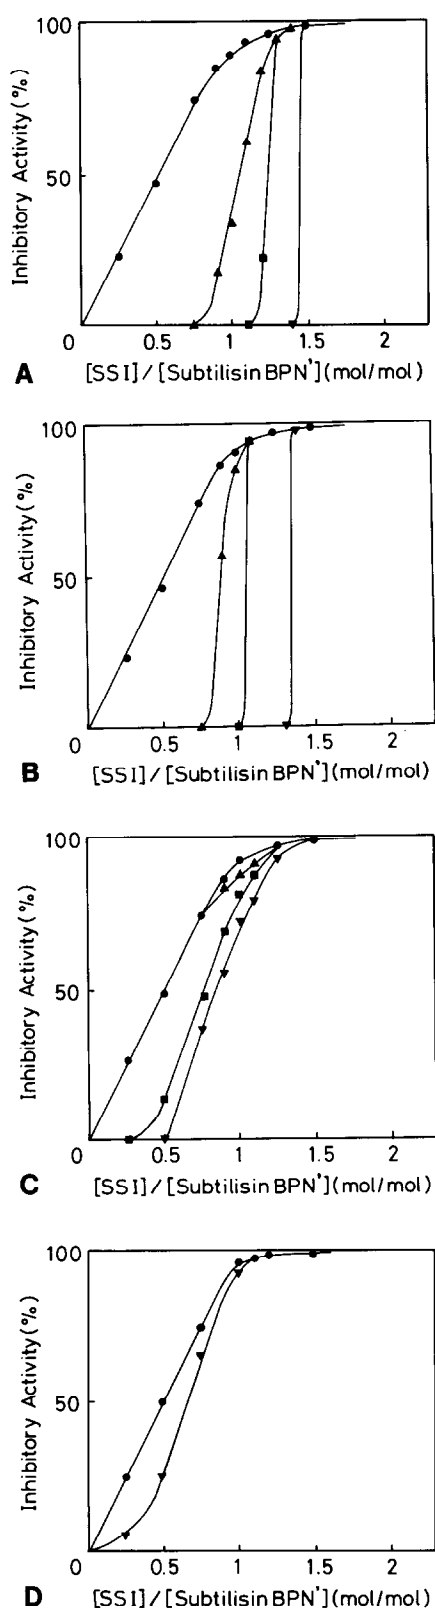 100
50
Inhibitory Activity (%)
0 0.5 1 1.5 2
A [SSI]/[Subtilisin BPN'](mol/mol)
100
50
Inhibitory Activity (%)
0 0.5 1 1.5 2
B [SSI]/[Subtilisin BPN'](mol/mol)
100
50
Inhibitory Activity (%)
0 0.5 1 1.5 2
C [SSI]/[Subtilisin BPN'](mol/mol)
100
50
Inhibitory Activity (%)
0 0.5 1 1.5 2
D [SSI]/[Subtilisin BPN'](mol/mol)